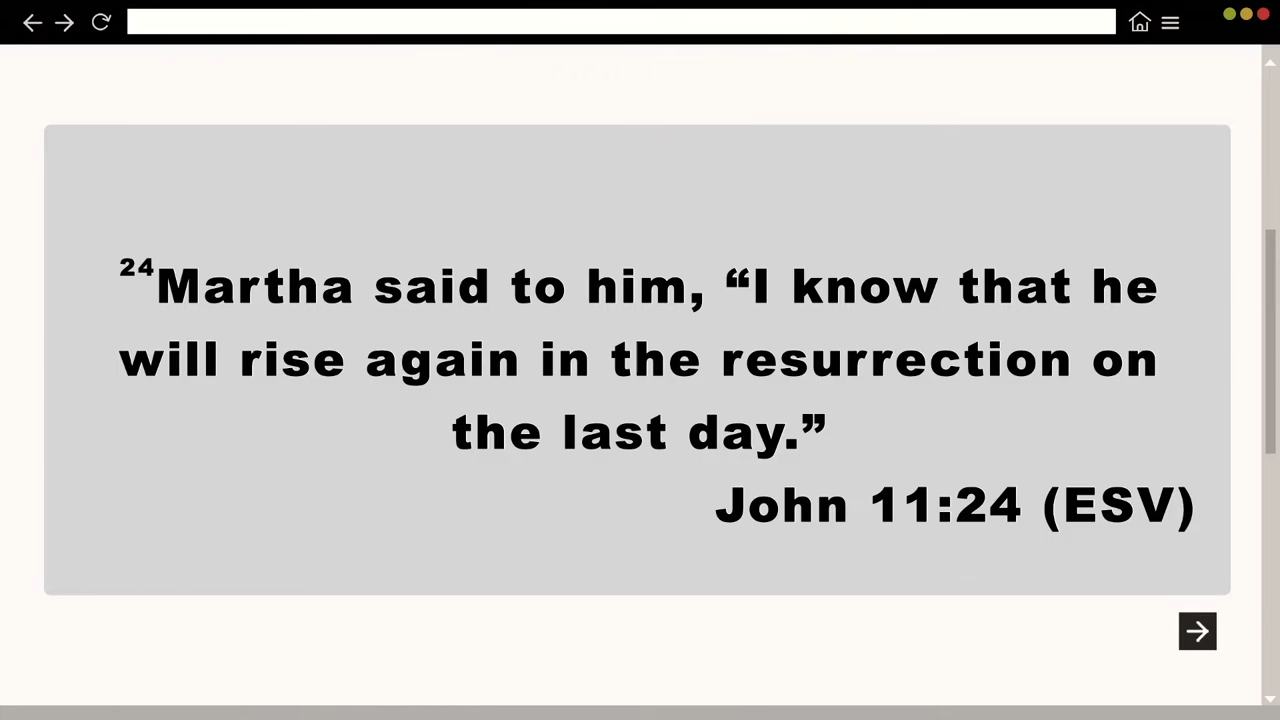 24Martha said to him, “I know that he
will rise again in the resurrection on
the last day.”
John 11:24 (ESV)